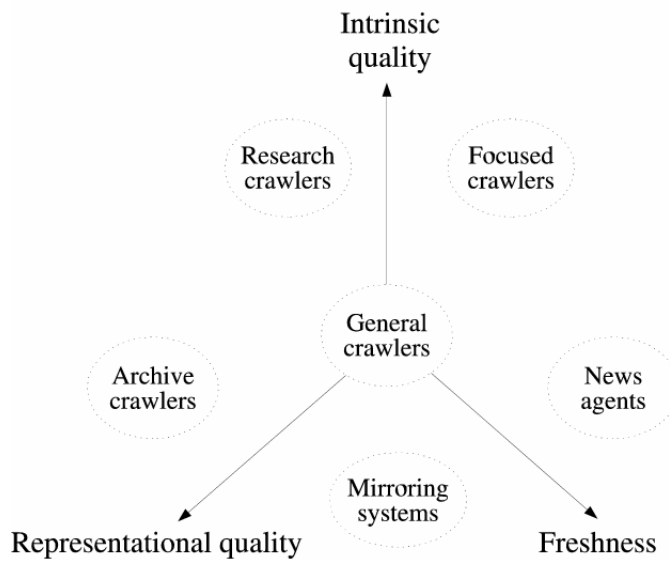 Intrinsic
quality
Research
crawlers
Focused
crawlers
General
crawlers
Archive
crawlers
News
agents
Mirroring
systems
Representational quality
Freshness